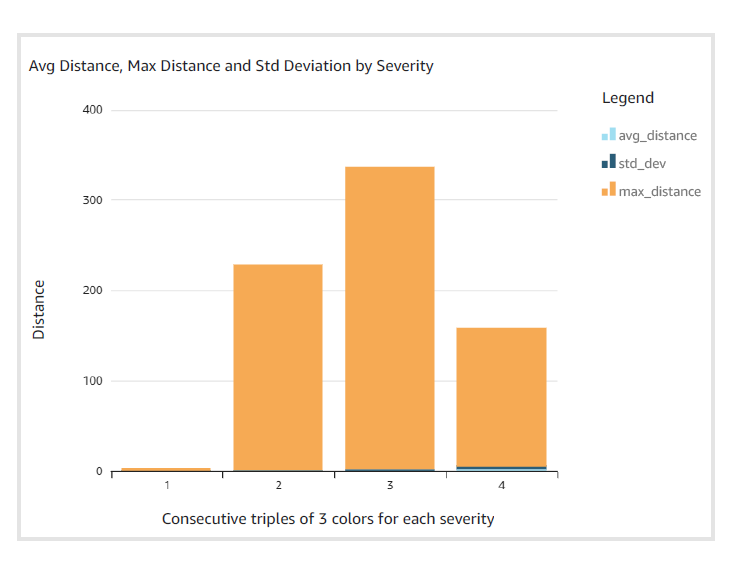 Avg Distance, Max Distance and Std Deviation by Severity
Legend
avg_distance
std_dev
max_distance
400
300
200
100
0
Distance
1 2 3 4
Consecutive triples of 3 colors for each severity